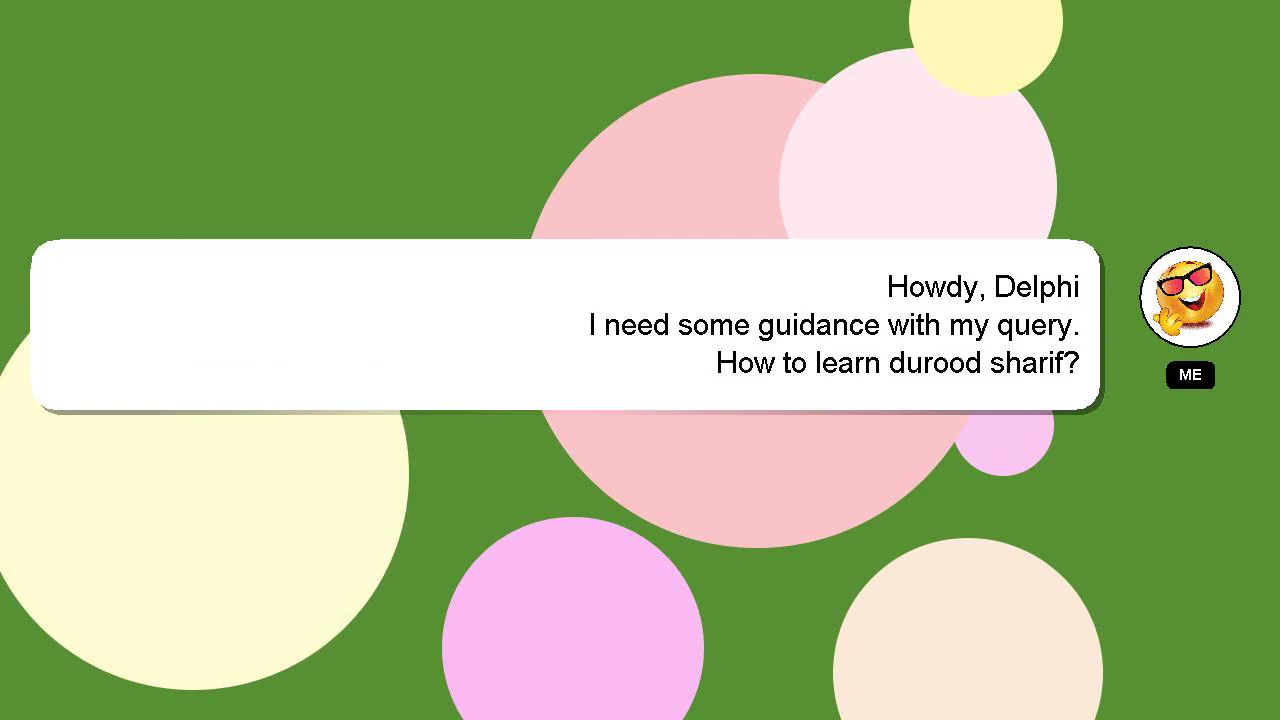 Howdy, Delphi
I need some guidance with my query.
How to learn durood sharif?
ME